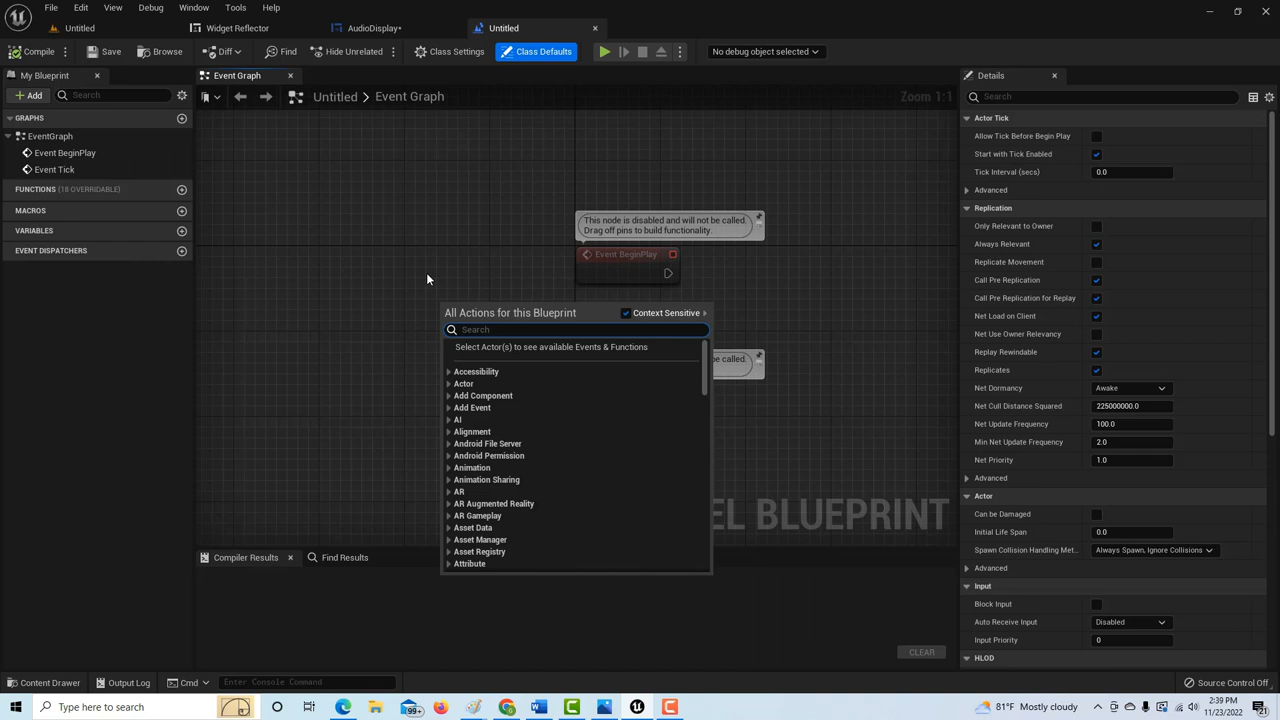 File Edit View Debug Window Tools Help
Untitled Widget Reflector AudioDisplay• Untitled
Compile Save Browse Diff Find Hide Unrelated Class Settings Class Defaults No debug object selected
My Blueprint Event Graph Details
Add Search Untitled > Event Graph Zoom 1:1 Search
GRAPHS
EventGraph
Event BeginPlay
Event Tick
FUNCTIONS (18 OVERRIDABLE)
MACROS
VARIABLES
EVENT DISPATCHERS
This node is disabled and will not be called.
Drag off pins to build functionality.
Event BeginPlay
All Actions for this Blueprint Context Sensitive
Search
Select Actor(s) to see available Events & Functions
Accessibility
Actor
Add Component
Add Event
AI
Alignment
Android File Server
Android Permission
Animation
Animation Sharing
AR
AR Augmented Reality
AR Gameplay
Asset Data
Asset Manager
Asset Registry
Attribute
be called.
EL BLUEPRINT
Compiler Results Find Results
CLEAR
Actor Tick
Allow Tick Before Begin Play
Start with Tick Enabled
Tick Interval (secs) 0.0
Advanced
Replication
Only Relevant to Owner
Always Relevant
Replicate Movement
Call Pre Replication
Call Pre Replication for Replay
Net Load on Client
Net Use Owner Relevancy
Replay Rewindable
Replicates
Net Dormancy Awake
Net Cull Distance Squared 225000000.0
Net Update Frequency 100.0
Min Net Update Frequency 2.0
Net Priority 1.0
Advanced
Actor
Can be Damaged
Initial Life Span 0.0
Spawn Collision Handling Met... Always Spawn, Ignore Collisions
Advanced
Input
Block Input
Auto Receive Input Disabled
Input Priority 0
HLOD
Content Drawer Output Log Cmd Enter Console Command Source Control Off
Type here to search 99+ 81°F Mostly cloudy 2:39 PM
11/23/2022